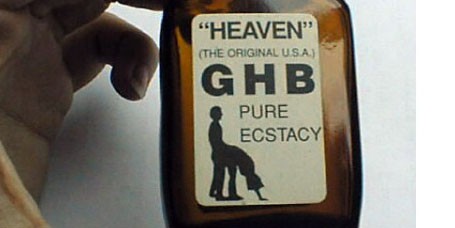 "HEAVEN"
(THE ORIGINAL U.S.A.)
GHB
PURE
ECSTACY